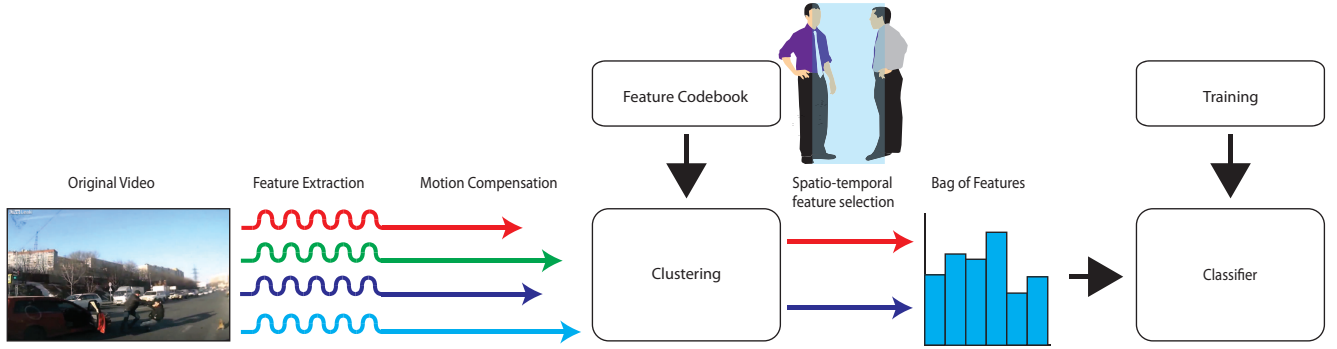 Feature Codebook
Training
Original Video
Feature Extraction
Motion Compensation
Spatio-temporal
feature selection
Bag of Features
Clustering
Classifier